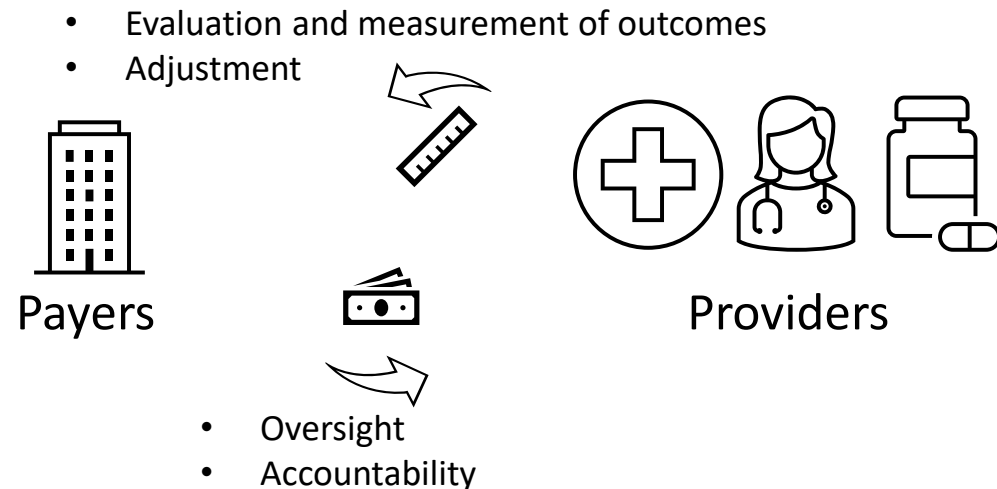 • Evaluation and measurement of outcomes
• Adjustment
Payers
Providers
• Oversight
• Accountability